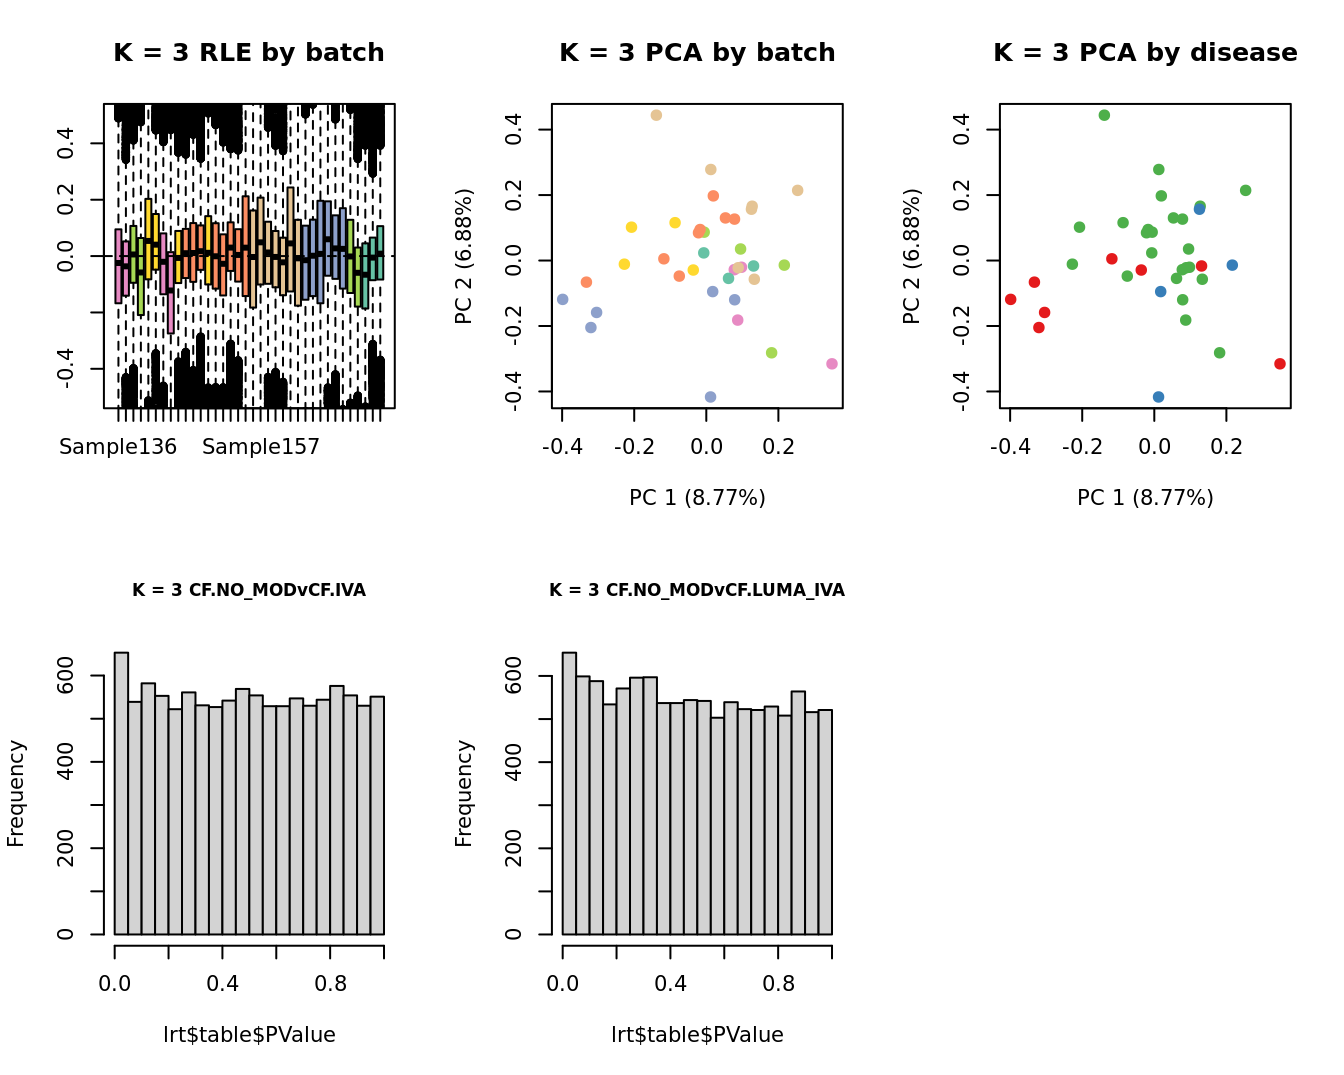 K = 3 RLE by batch
0.4
0.2
0.0
-0.4
Sample136 Sample157
K = 3 PCA by batch
PC 2 (6.88%)
0.4
0.2
0.0
-0.2
-0.4
-0.4 -0.2 0.0 0.2
PC 1 (8.77%)
K = 3 PCA by disease
PC 2 (6.88%)
0.4
0.2
0.0
-0.2
-0.4
-0.4 -0.2 0.0 0.2
PC 1 (8.77%)
K = 3 CF.NO_MODvCF.IVA
Frequency
600
400
200
0
0.0 0.4 0.8
lrt$table$PValue
K = 3 CF.NO_MODvCF.LUMA_IVA
Frequency
600
400
200
0
0.0 0.4 0.8
lrt$table$PValue